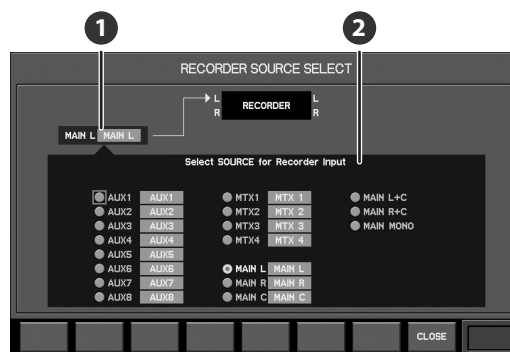 1
2
RECORDER SOURCE SELECT
L RECORDER L
R R
MAIN L MAIN L
Select SOURCE for Recorder Input
AUX1 AUX1 MTX1 MTX 1 MAIN L+C
AUX2 AUX2 MTX2 MTX 2 MAIN R+C
AUX3 AUX3 MTX3 MTX 3 MAIN MONO
AUX4 AUX4 MTX4 MTX 4
AUX5 AUX5
AUX6 AUX6 MAIN L MAIN L
AUX7 AUX7 MAIN R MAIN R
AUX8 AUX8 MAIN C MAIN C
CLOSE